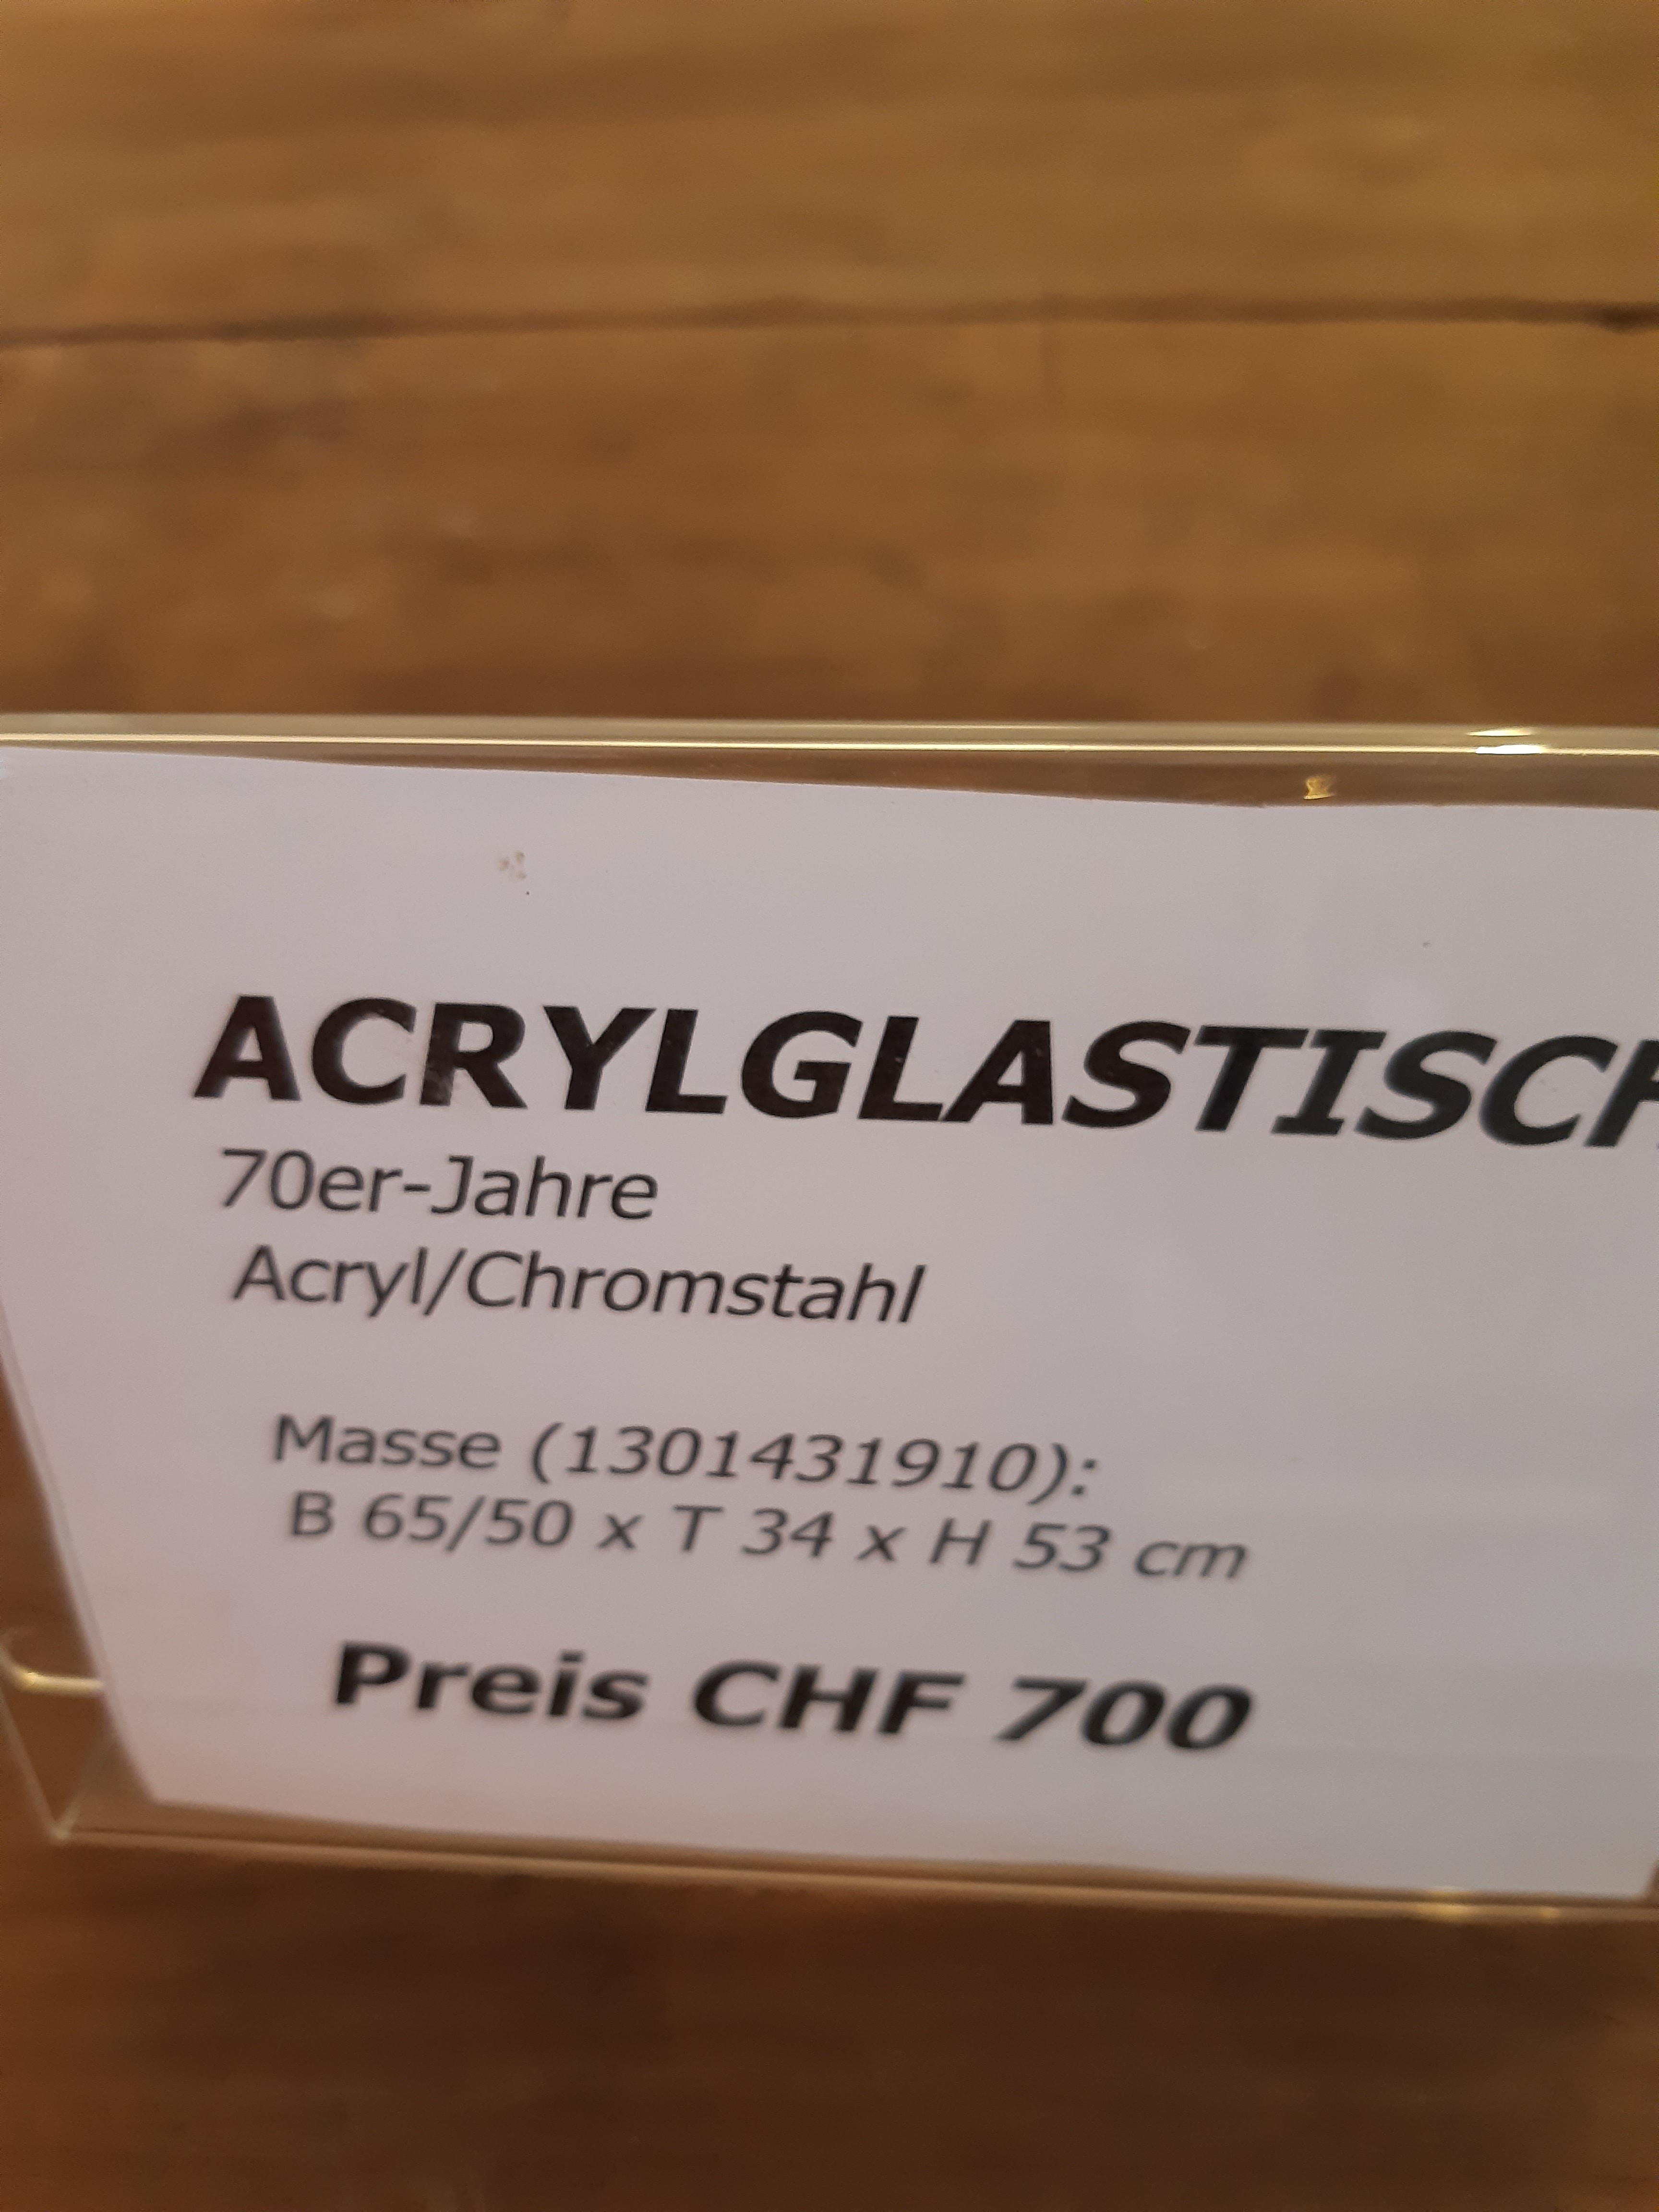 ACRYLGLASTISCH
70er-Jahre
Acryl/Chromstahl
Masse (1301431910):
B 65/50 x T 34 x H 53 cm
Preis CHF 700